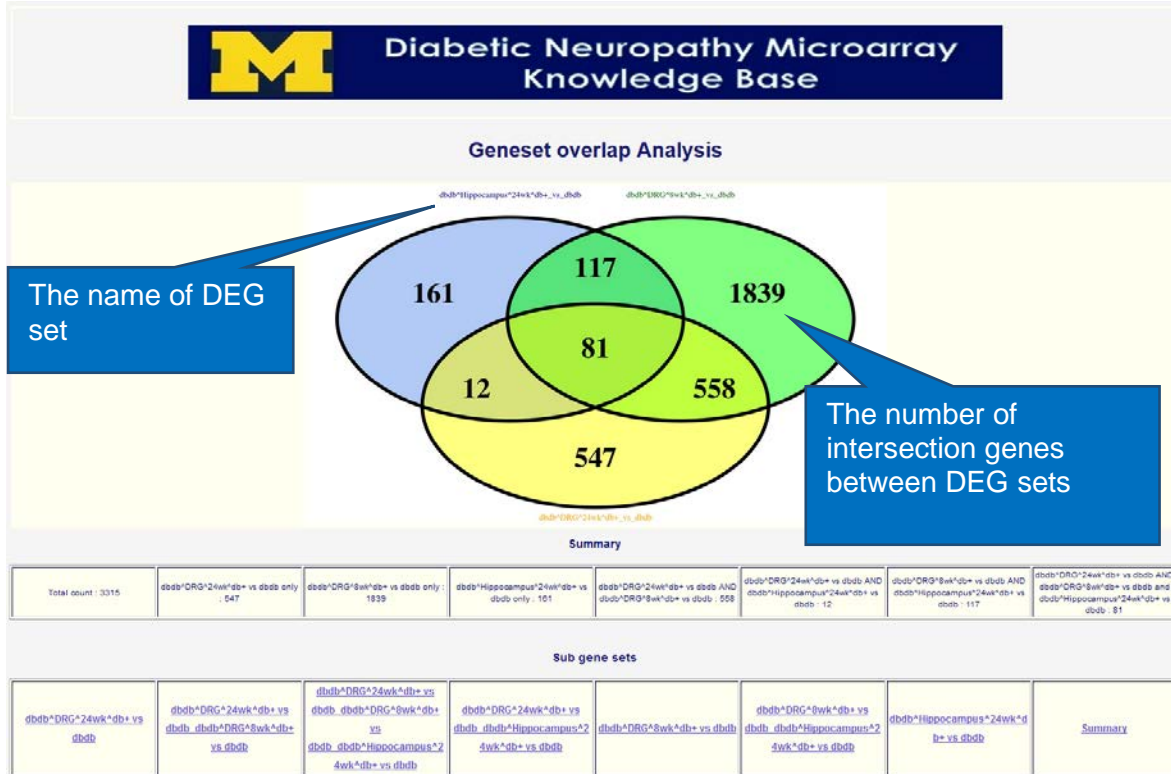 M
Diabetic Neuropathy Microarray
Knowledge Base
Geneset overlap Analysis
dbdb^Hippocampus^24wk^db+_vs_dbdb
dbdb^DRG^8wk^db+_vs_dbdb
The name of DEG
set
161
117
1839
81
12
558
547
The number of
intersection genes
between DEG sets
dbdb^DRG^24wk^db+_vs_dbdb
Summary
Total count : 3315
dbdb^DRG^24wk^db+ vs dbdb only
: 547
dbdb^DRG^8wk^db+ vs dbdb only :
1839
dbdb^Hippocampus^24wk^db+ vs
dbdb only : 161
dbdb^DRG^24wk^db+ vs dbdb AND
dbdb^DRG^8wk^db+ vs dbdb : 558
dbdb^DRG^24wk^db+ vs dbdb AND
dbdb^Hippocampus^24wk^db+ vs
dbdb : 12
dbdb^DRG^8wk^db+ vs dbdb AND
dbdb^Hippocampus^24wk^db+ vs
dbdb : 117
dbdb^DRG^24wk^db+ vs dbdb AND
dbdb^DRG^8wk^db+ vs dbdb and
dbdb^Hippocampus^24wk^db+ vs
dbdb : 81
Sub gene sets
dbdb^DRG^24wk^db+ vs
dbdb
dbdb^DRG^24wk^db+ vs
dbdb_dbdb^DRG^8wk^db+
vs dbdb
dbdb^DRG^24wk^db+ vs
dbdb_dbdb^DRG^8wk^db+
vs
dbdb_dbdb^Hippocampus^2
4wk^db+ vs dbdb
dbdb^DRG^24wk^db+ vs
dbdb_dbdb^Hippocampus^2
4wk^db+ vs dbdb
dbdb^DRG^8wk^db+ vs dbdb
dbdb^DRG^8wk^db+ vs
dbdb_dbdb^Hippocampus^2
4wk^db+ vs dbdb
dbdb^Hippocampus^24wk^d
b+ vs dbdb
Summary